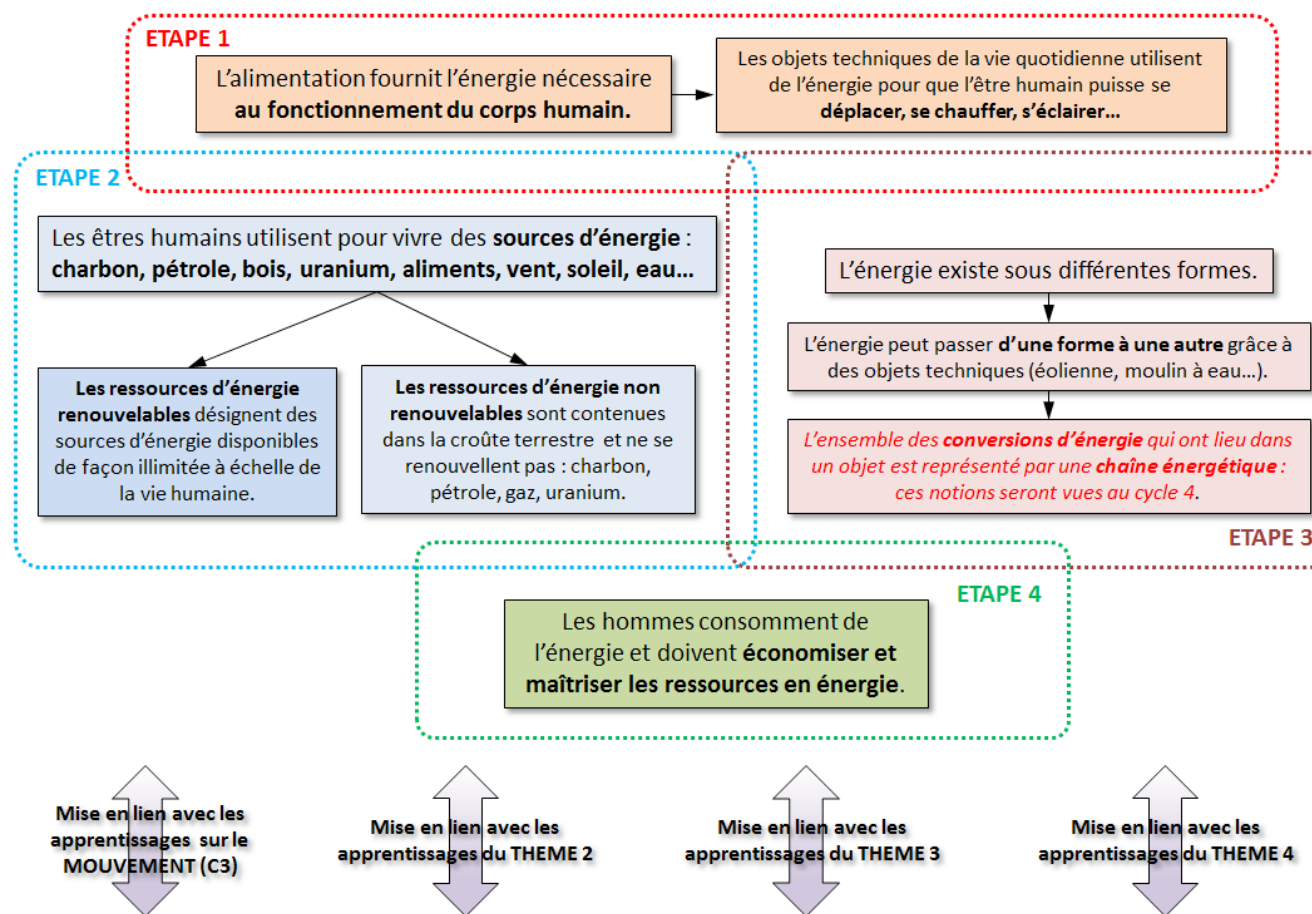 ETAPE 1
L'alimentation fournit l'énergie nécessaire
au fonctionnement du corps humain.
Les objets techniques de la vie quotidienne utilisent
de l'énergie pour que l'être humain puisse se
déplacer, se chauffer, s'éclairer…
ETAPE 2
Les êtres humains utilisent pour vivre des sources d'énergie :
charbon, pétrole, bois, uranium, aliments, vent, soleil, eau…
Les ressources d'énergie
renouvelables désignent des
sources d'énergie disponibles
de façon illimitée à échelle de
la vie humaine.
Les ressources d'énergie non
renouvelables sont contenues
dans la croûte terrestre et ne se
renouvellent pas : charbon,
pétrole, gaz, uranium.
L'énergie existe sous différentes formes.
L'énergie peut passer d'une forme à une autre grâce à
des objets techniques (éolienne, moulin à eau…).
L'ensemble des conversions d'énergie qui ont lieu dans
un objet est représenté par une chaîne énergétique :
ces notions seront vues au cycle 4.
ETAPE 3
ETAPE 4
Les hommes consomment de
l'énergie et doivent économiser et
maîtriser les ressources en énergie.
Mise en lien avec les
apprentissages sur le
MOUVEMENT (C3)
Mise en lien avec les
apprentissages du THEME 2
Mise en lien avec les
apprentissages du THEME 3
Mise en lien avec les
apprentissages du THEME 4